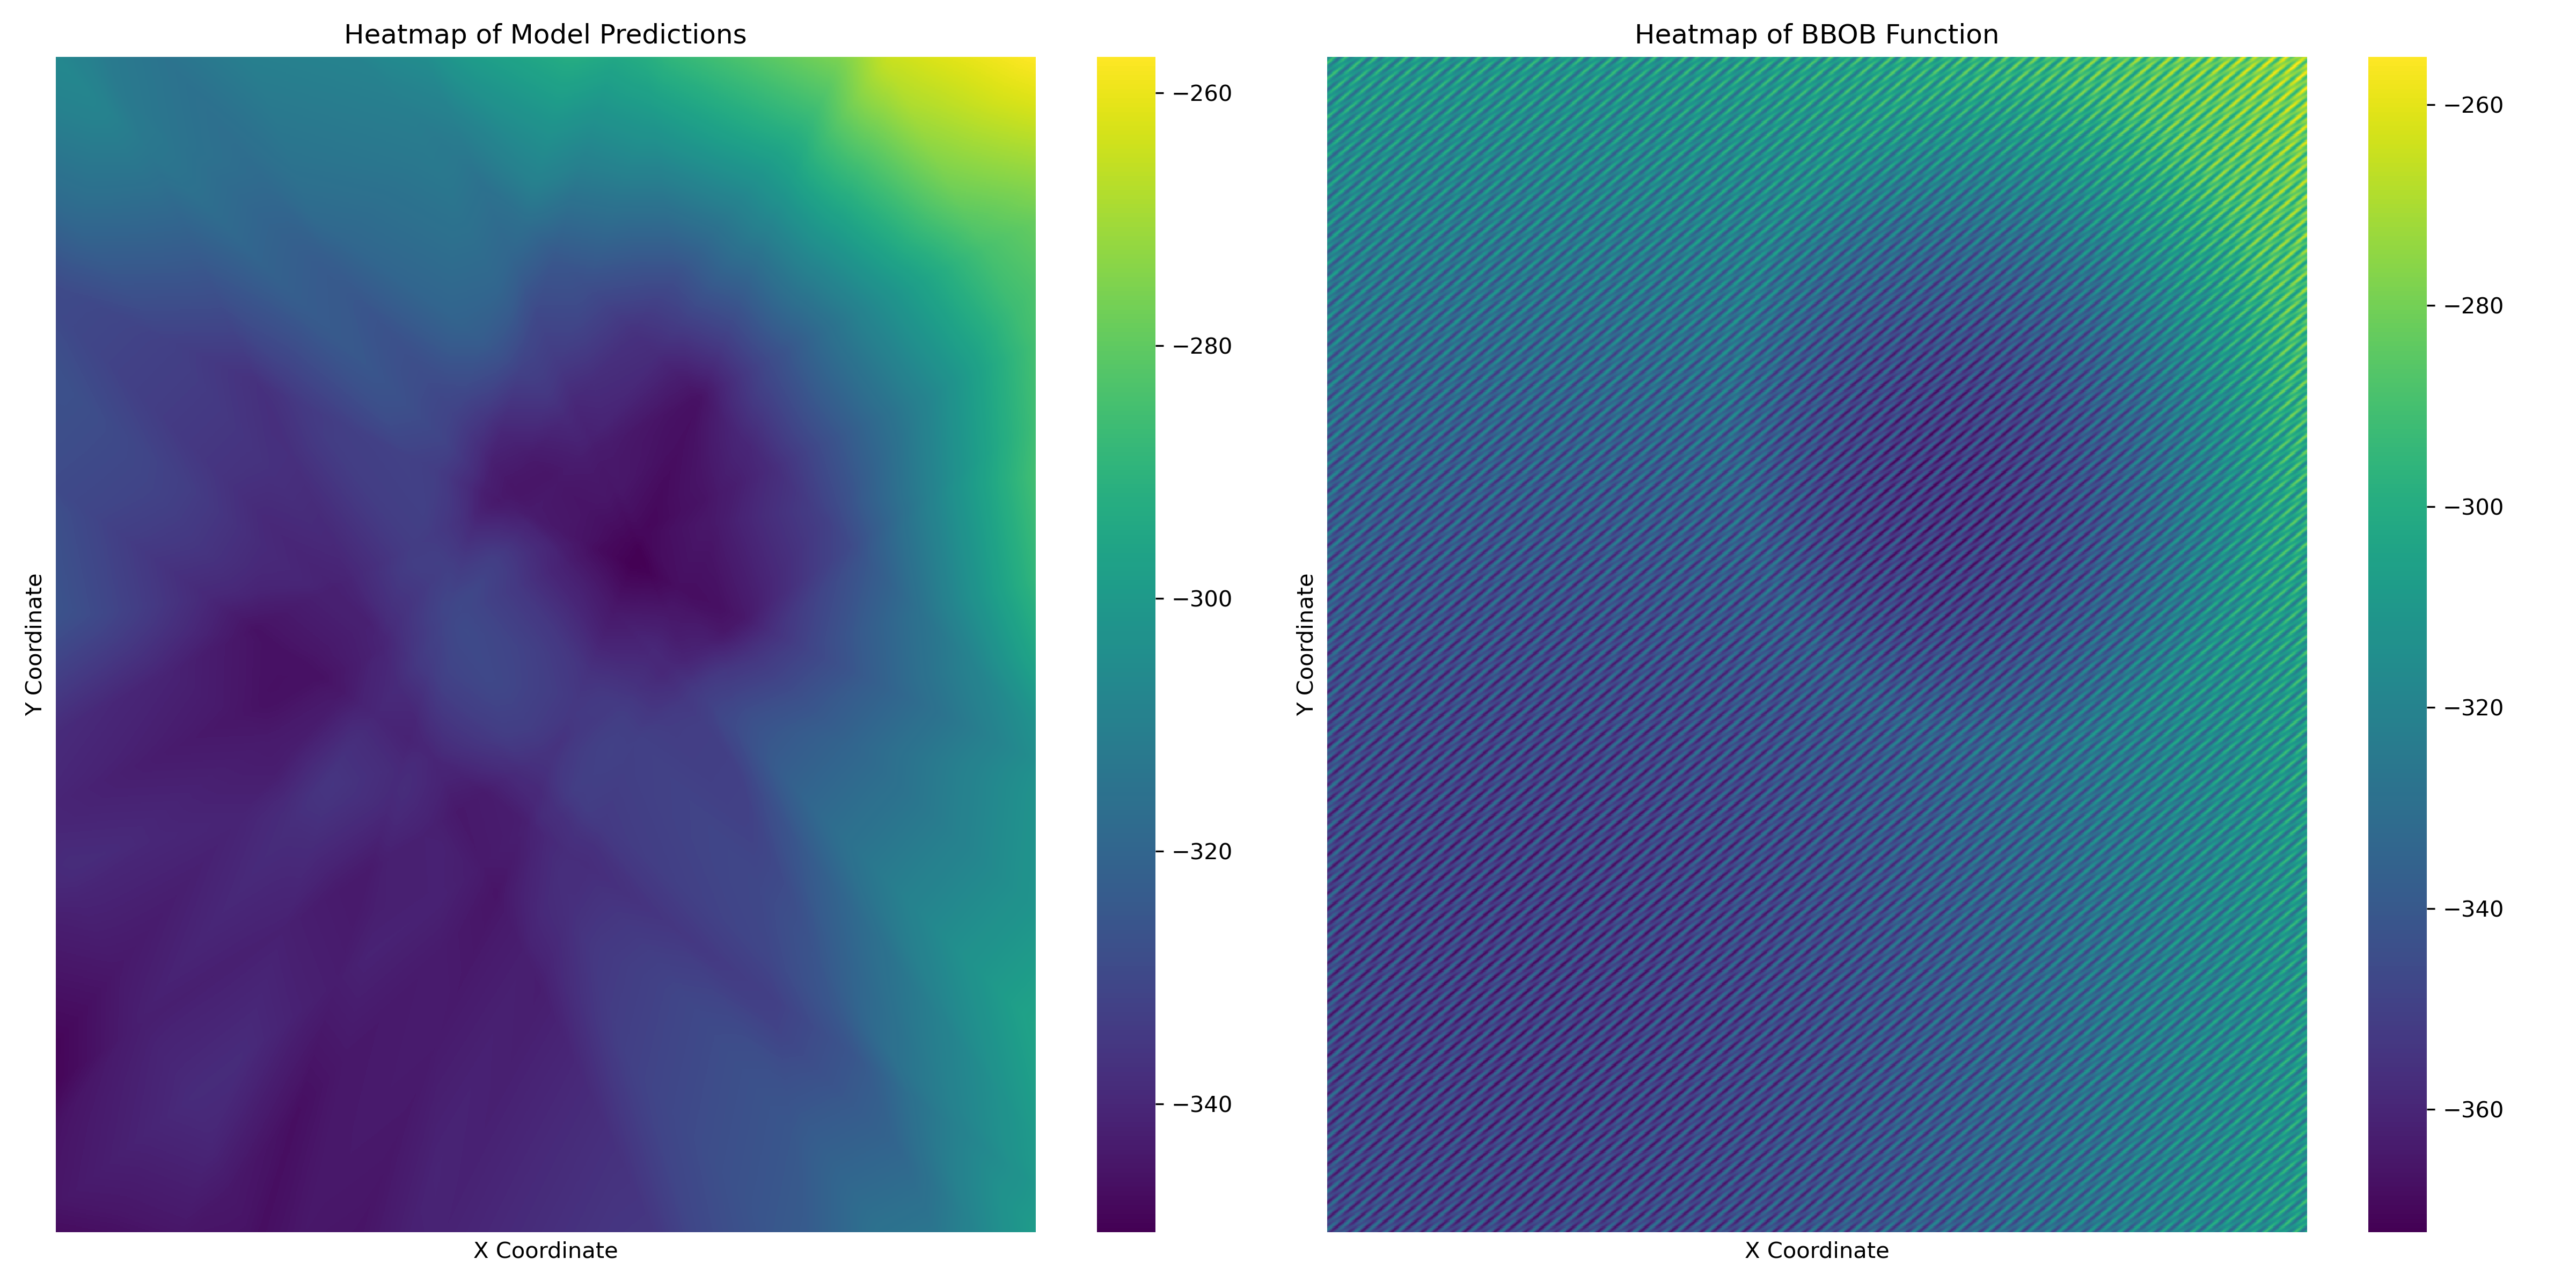 Heatmap of Model Predictions
Y Coordinate
X Coordinate
−260
−280
−300
−320
−340
Heatmap of BBOB Function
Y Coordinate
X Coordinate
−260
−280
−300
−320
−340
−360